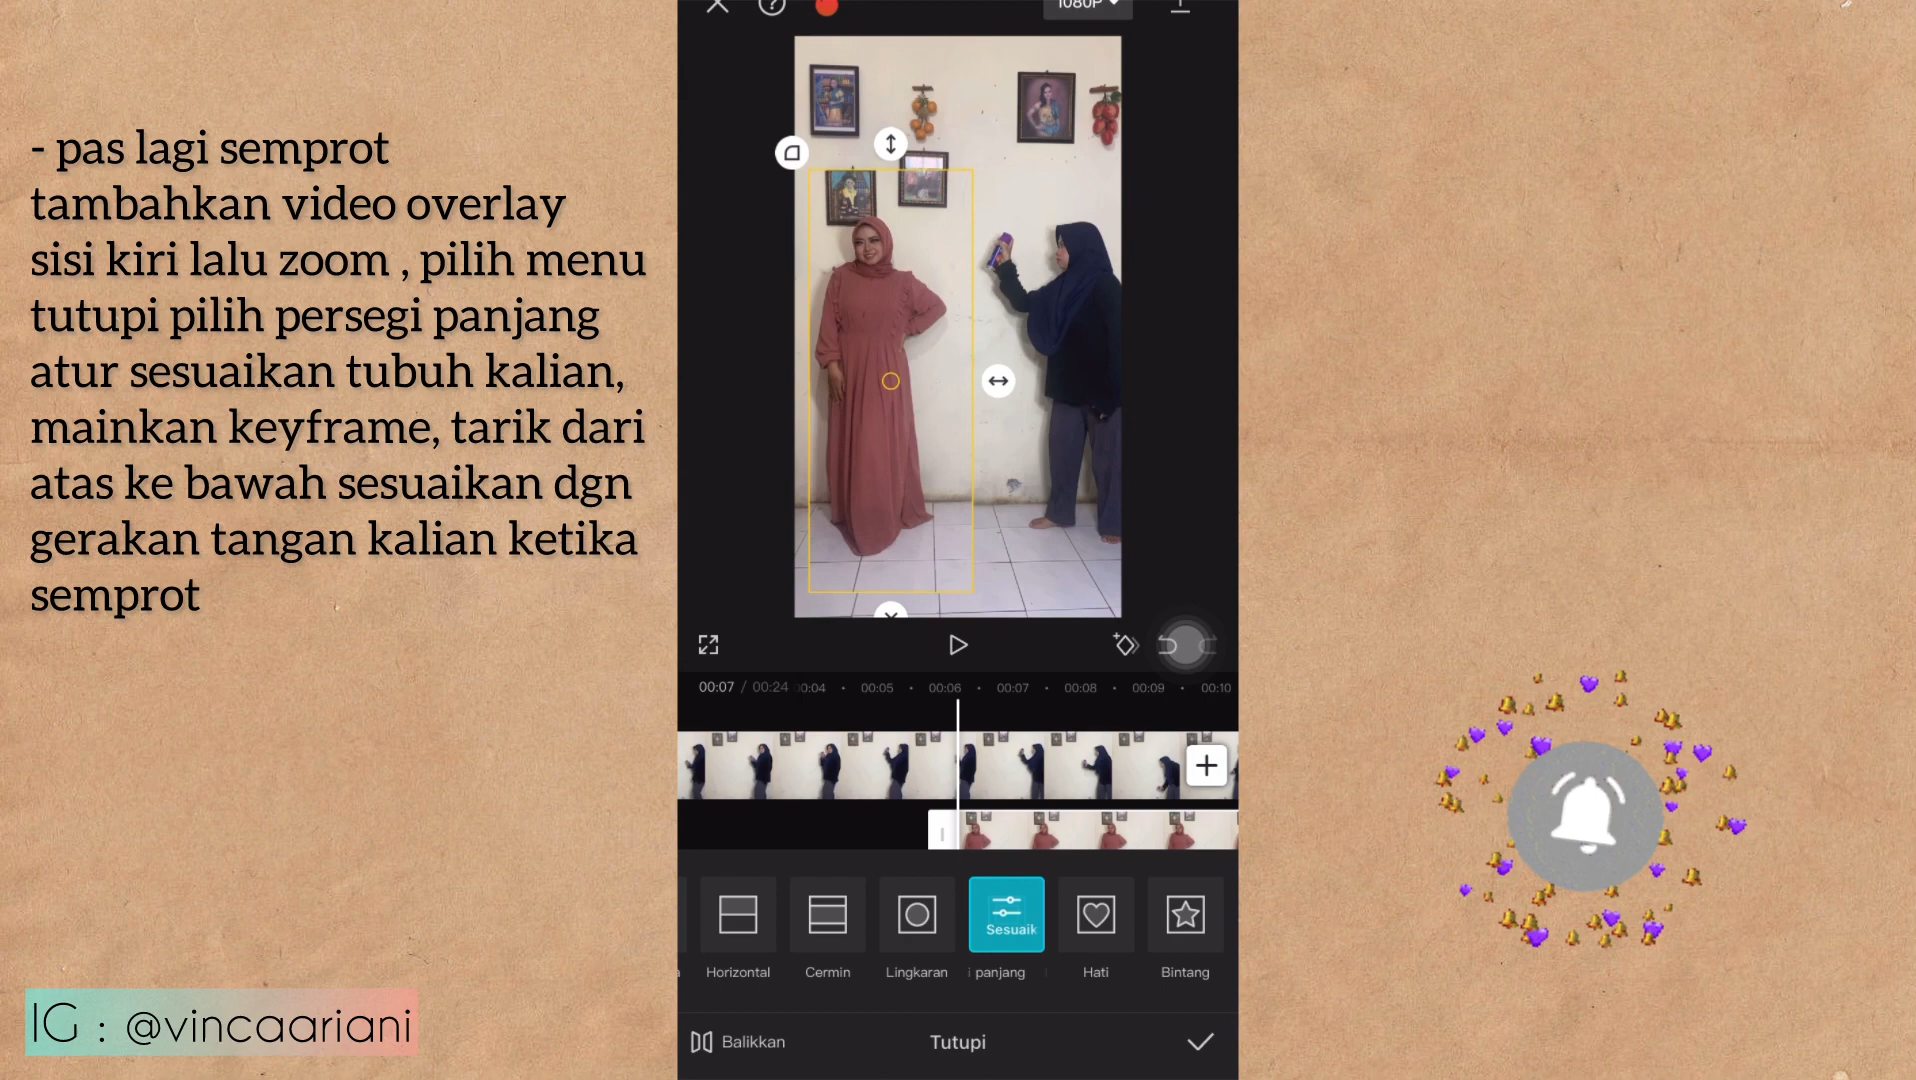 - pas lagi semprot
tambahkan video overlay
sisi kiri lalu zoom , pilih menu
tutupi pilih persegi panjang
atur sesuaikan tubuh kalian,
mainkan keyframe, tarik dari
atas ke bawah sesuaikan dgn
gerakan tangan kalian ketika
semprot
IG : @vincaariani
1080P
00:07 / 00:24
00:04 00:05 00:06 00:07 00:08 00:09 00:10
Sesuaik
Horizontal Cermin Lingkaran i panjang Hati Bintang
Balikkan Tutupi